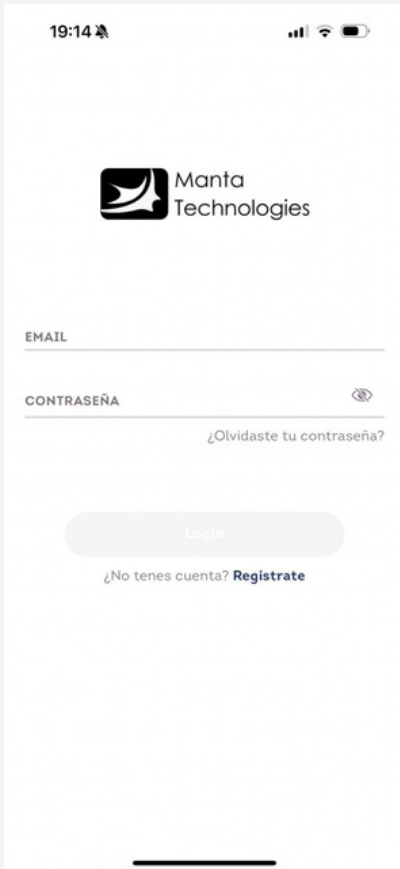 19:14
Manta
Technologies
EMAIL
CONTRASEÑA
¿Olvidaste tu contraseña?
Login
¿No tenes cuenta? Registrate